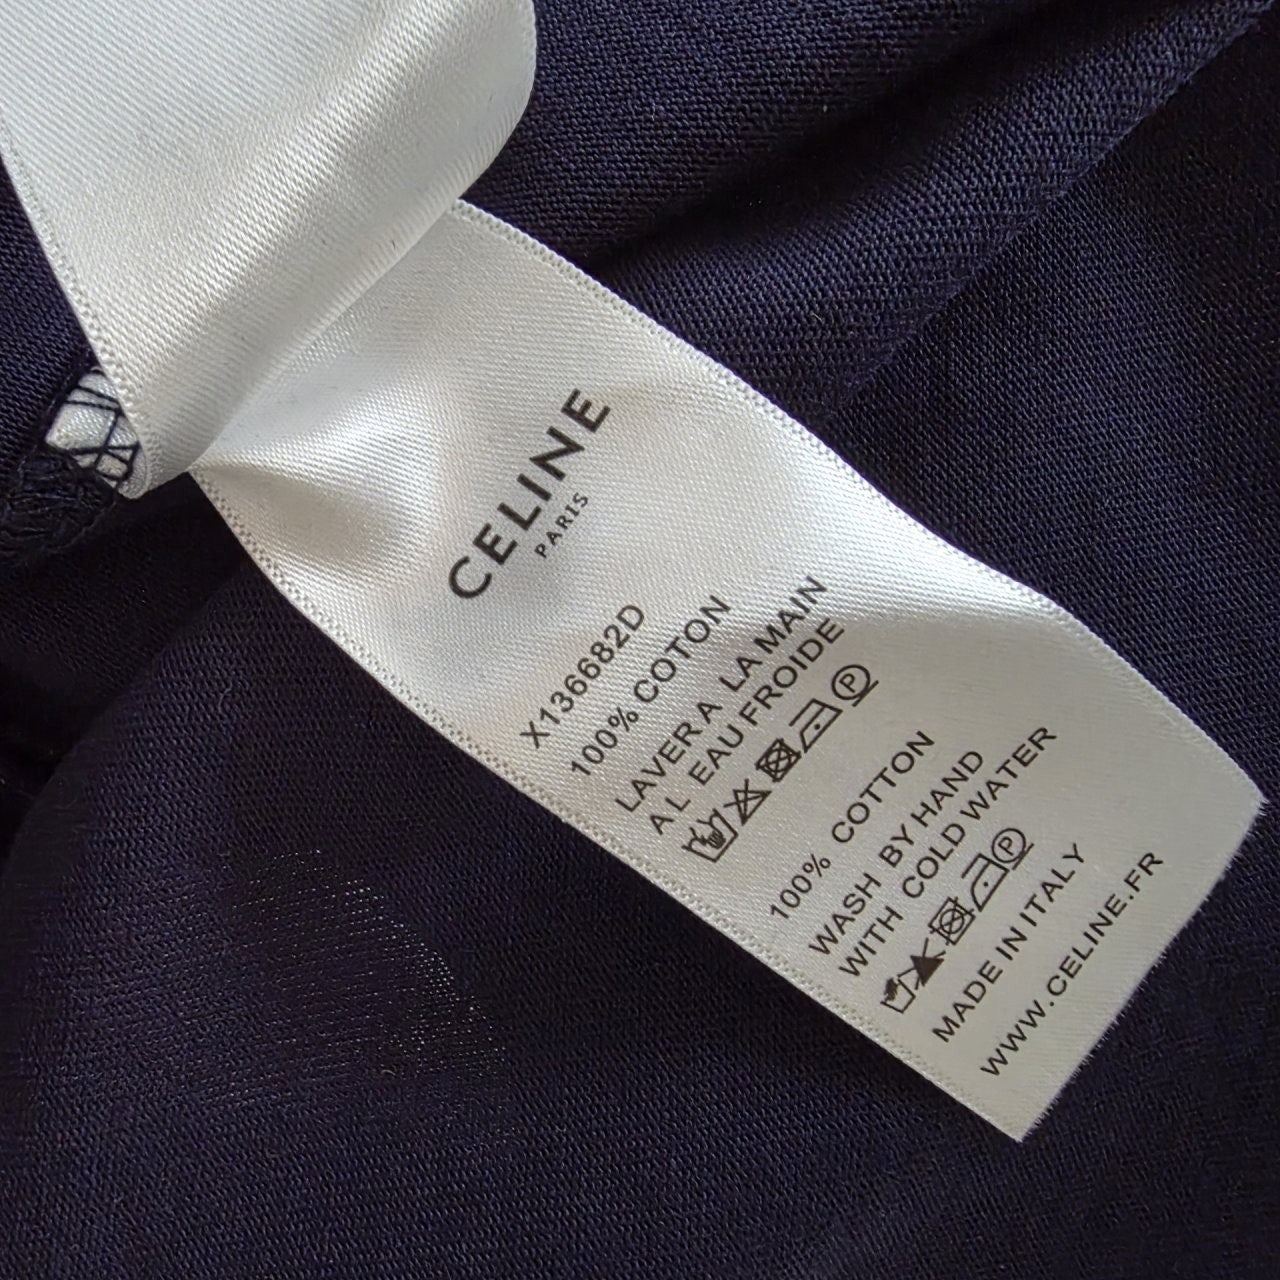 CELINE
PARIS
X136682D
100% COTON
LAVER A LA MAIN
AL EAU FROIDE
P
100% COTTON
WASH BY HAND
WITH COLD WATER
P
MADE IN ITALY
WWW.CELINE.FR